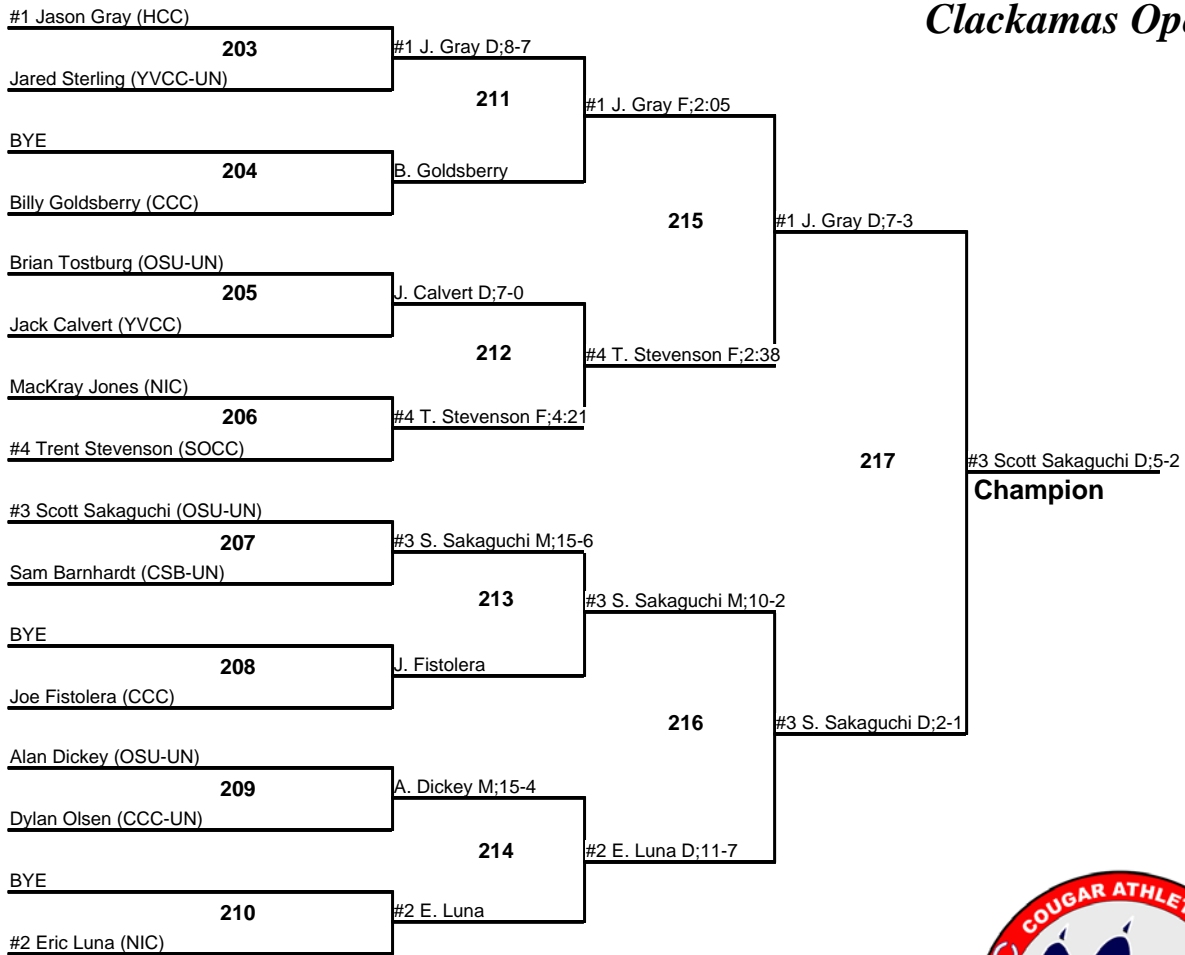 Clackamas Op
#1 Jason Gray (HCC)
203
Jared Sterling (YVCC-UN)
BYE
204
Billy Goldsberry (CCC)
Brian Tostburg (OSU-UN)
205
Jack Calvert (YVCC)
MacKray Jones (NIC)
206
#4 Trent Stevenson (SOCC)
#3 Scott Sakaguchi (OSU-UN)
207
Sam Barnhardt (CSB-UN)
BYE
208
Joe Fistolera (CCC)
Alan Dickey (OSU-UN)
209
Dylan Olsen (CCC-UN)
BYE
210
#2 Eric Luna (NIC)
#1 J. Gray D;8-7
211
B. Goldsberry
J. Calvert D;7-0
212
#4 T. Stevenson F;4:21
#3 S. Sakaguchi M;15-6
213
J. Fistolera
A. Dickey M;15-4
214
#2 E. Luna
#1 J. Gray F;2:05
215
#4 T. Stevenson F;2:38
#3 S. Sakaguchi M;10-2
216
#2 E. Luna D;11-7
#1 J. Gray D;7-3
217
#3 S. Sakaguchi D;2-1
#3 Scott Sakaguchi D;5-2
Champion
COUGAR ATHLE